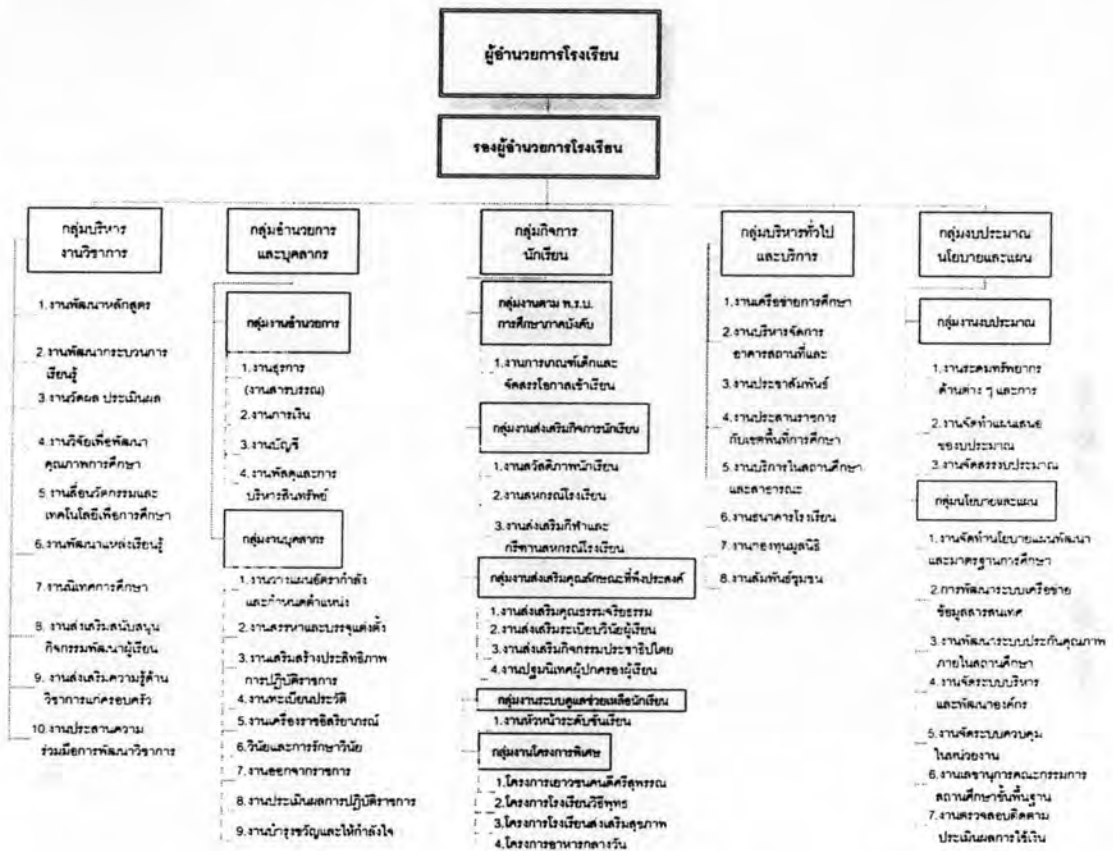 ผู้อำนวยการโรงเรียน
รองผู้อำนวยการโรงเรียน
กลุ่มบริหาร
งานวิชาการ
1.งานพัฒนาหลักสูตร
2.งานพัฒนากระบวนการ
เรียนรู้
3.งานวัดผล ประเมินผล
4.งานวิจัยเพื่อพัฒนา
คุณภาพการศึกษา
5.งานสื่อนวัตกรรมและ
เทคโนโลยีเพื่อการศึกษา
6.งานพัฒนาแหล่งเรียนรู้
7.งานนิเทศการศึกษา
8. งานส่งเสริมสนับสนุน
กิจกรรมพัฒนาผู้เรียน
9. งานส่งเสริมความรู้ด้าน
วิชาการแก่ครอบครัว
10.งานประสานความ
ร่วมมือการพัฒนาวิชาการ
กลุ่มอำนวยการ
และบุคลากร
กลุ่มงานอำนวยการ
1.งานธุรการ
(งานสารบรรณ)
2.งานการเงิน
3.งานบัญชี
4.งานพัสดุและการ
บริหารสินทรัพย์
กลุ่มงานบุคลากร
1.งานวางแผนอัตรากำลัง
และกำหนดตำแหน่ง
2.งานสรรหาและบรรจุแต่งตั้ง
3.งานเสริมสร้างประสิทธิภาพ
การปฏิบัติราชการ
4.งานทะเบียนประวัติ
5.งานเครื่องราชอิสริยาภรณ์
6.วินัยและการรักษาวินัย
7.งานออกจากราชการ
8.งานประเมินผลการปฏิบัติราชการ
9.งานบำรุงขวัญและให้กำลังใจ
กลุ่มกิจการ
นักเรียน
กลุ่มงานตาม พ.ร.บ.
การศึกษาภาคบังคับ
1.งานการเกณฑ์เด็กและ
จัดสรรโอกาสเข้าเรียน
กลุ่มงานส่งเสริมกิจการนักเรียน
1.งานสวัสดิภาพนักเรียน
2.งานสหกรณ์โรงเรียน
3.งานส่งเสริมกีฬาและ
กรีฑานสหกรณ์โรงเรียน
กลุ่มงานส่งเสริมคุณลักษณะที่พึงประสงค์
1.งานส่งเสริมคุณธรรมจริยธรรม
2.งานส่งเสริมระเบียบวินัยผู้เรียน
3.งานส่งเสริมกิจกรรมประชาธิปไตย
4.งานปฐมนิเทศผู้ปกครองผู้เรียน
กลุ่มงานระบบดูแลช่วยเหลือนักเรียน
1.งานหัวหน้าระดับชั้นเรียน
กลุ่มงานโครงการพิเศษ
1.โครงการเยาวชนคนดีศรีสุพรรณ
2.โครงการโรงเรียนวิถีพุทธ
3.โครงการโรงเรียนส่งเสริมสุขภาพ
4.โครงการอาหารกลางวัน
กลุ่มบริหารทั่วไป
และบริการ
1.งานเครือข่ายการศึกษา
2.งานบริหารจัดการ
อาคารสถานที่และ
3.งานประชาสัมพันธ์
4.งานประสานราชการ
กับเขตพื้นที่การศึกษา
5.งานบริการในสถานศึกษา
และสาธารณะ
6.งานธนาคารโรงเรียน
7.งานกองทุนมูลนิธิ
8.งานสัมพันธ์ชุมชน
กลุ่มงบประมาณ
นโยบายและแผน
กลุ่มงานงบประมาณ
1.งานระดมทรัพยากร
ด้านต่าง ๆ และการ
2.งานจัดทำแผนเสนอ
ของบประมาณ
3.งานจัดสรรงบประมาณ
กลุ่มนโยบายและแผน
1.งานจัดทำนโยบายแผนพัฒนา
และมาตรฐานการศึกษา
2.การพัฒนาระบบเครือข่าย
ข้อมูลสารสนเทศ
3.งานพัฒนาระบบประกันคุณภาพ
ภายในสถานศึกษา
4.งานจัดระบบบริหาร
และพัฒนาองค์กร
5.งานจัดระบบควบคุม
ในหน่วยงาน
6.งานเลขานุการคณะกรรมการ
สถานศึกษาขั้นพื้นฐาน
7.งานตรวจสอบติดตาม
ประเมินผลการใช้เงิน